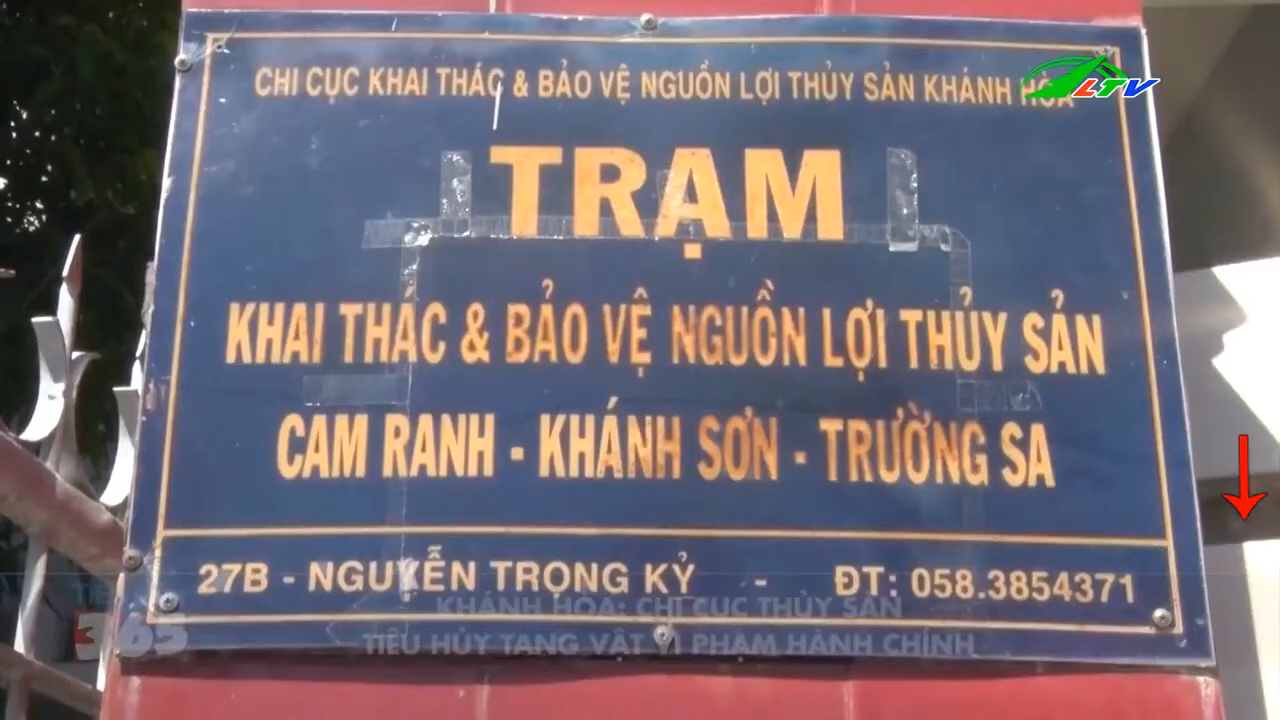 CHI CỤC KHAI THÁC & BẢO VỆ NGUỒN LỢI THỦY SẢN KHÁNH HÒA
LTV
TRẠM
KHAI THÁC & BẢO VỆ NGUỒN LỢI THỦY SẢN
CAM RANH - KHÁNH SƠN - TRƯỜNG SA
27B - NGUYỄN TRỌNG KỶ - ĐT: 058.3854371
365
KHÁNH HÒA: CHI CỤC THỦY SẢN
TIÊU HỦY TANG VẬT VI PHẠM HÀNH CHÍNH